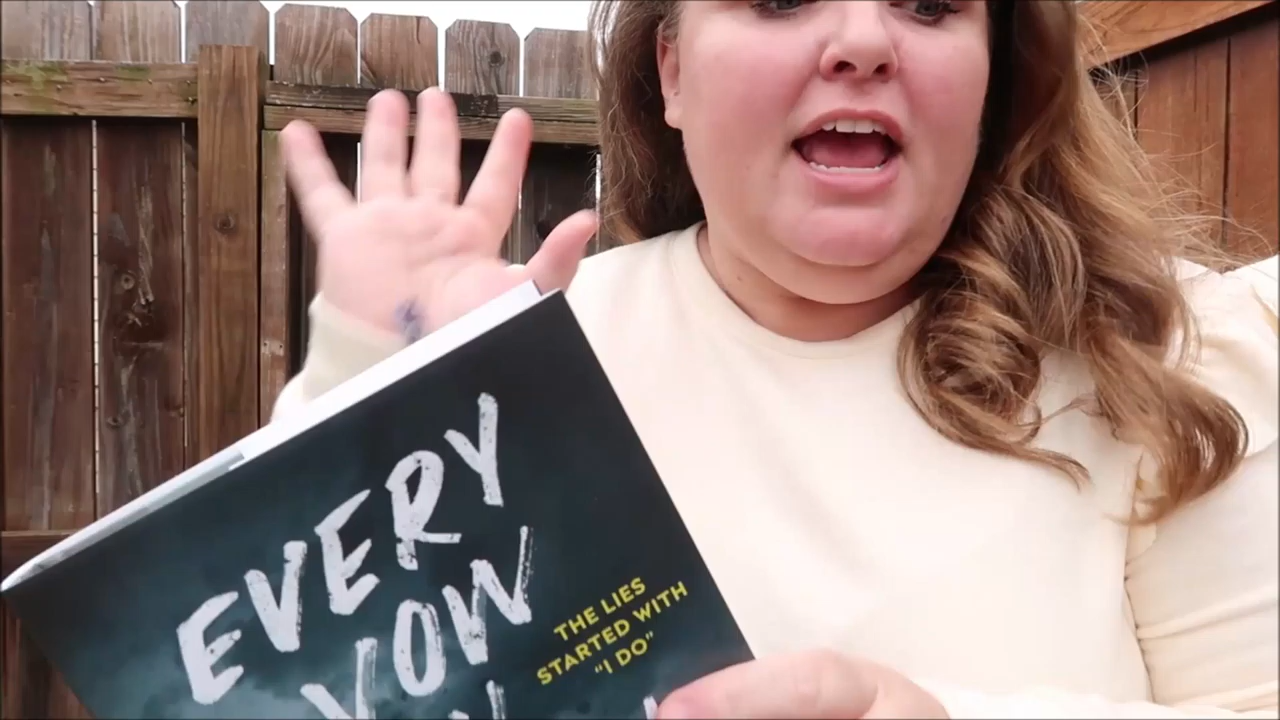 EVERY
VOW
THE LIES
STARTED WITH
"I DO"